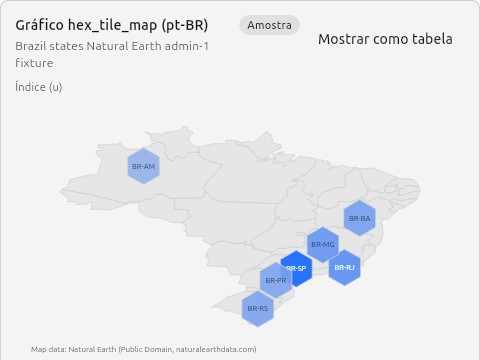 Gráfico hex_tile_map (pt-BR)
Amostra
Mostrar como tabela
Brazil states Natural Earth admin-1
fixture
Índice (u)
BR-AM
BR-BA
BR-MG
BR-SP
BR-RJ
BR-PR
BR-RS
Map data: Natural Earth (Public Domain, naturalearthdata.com)